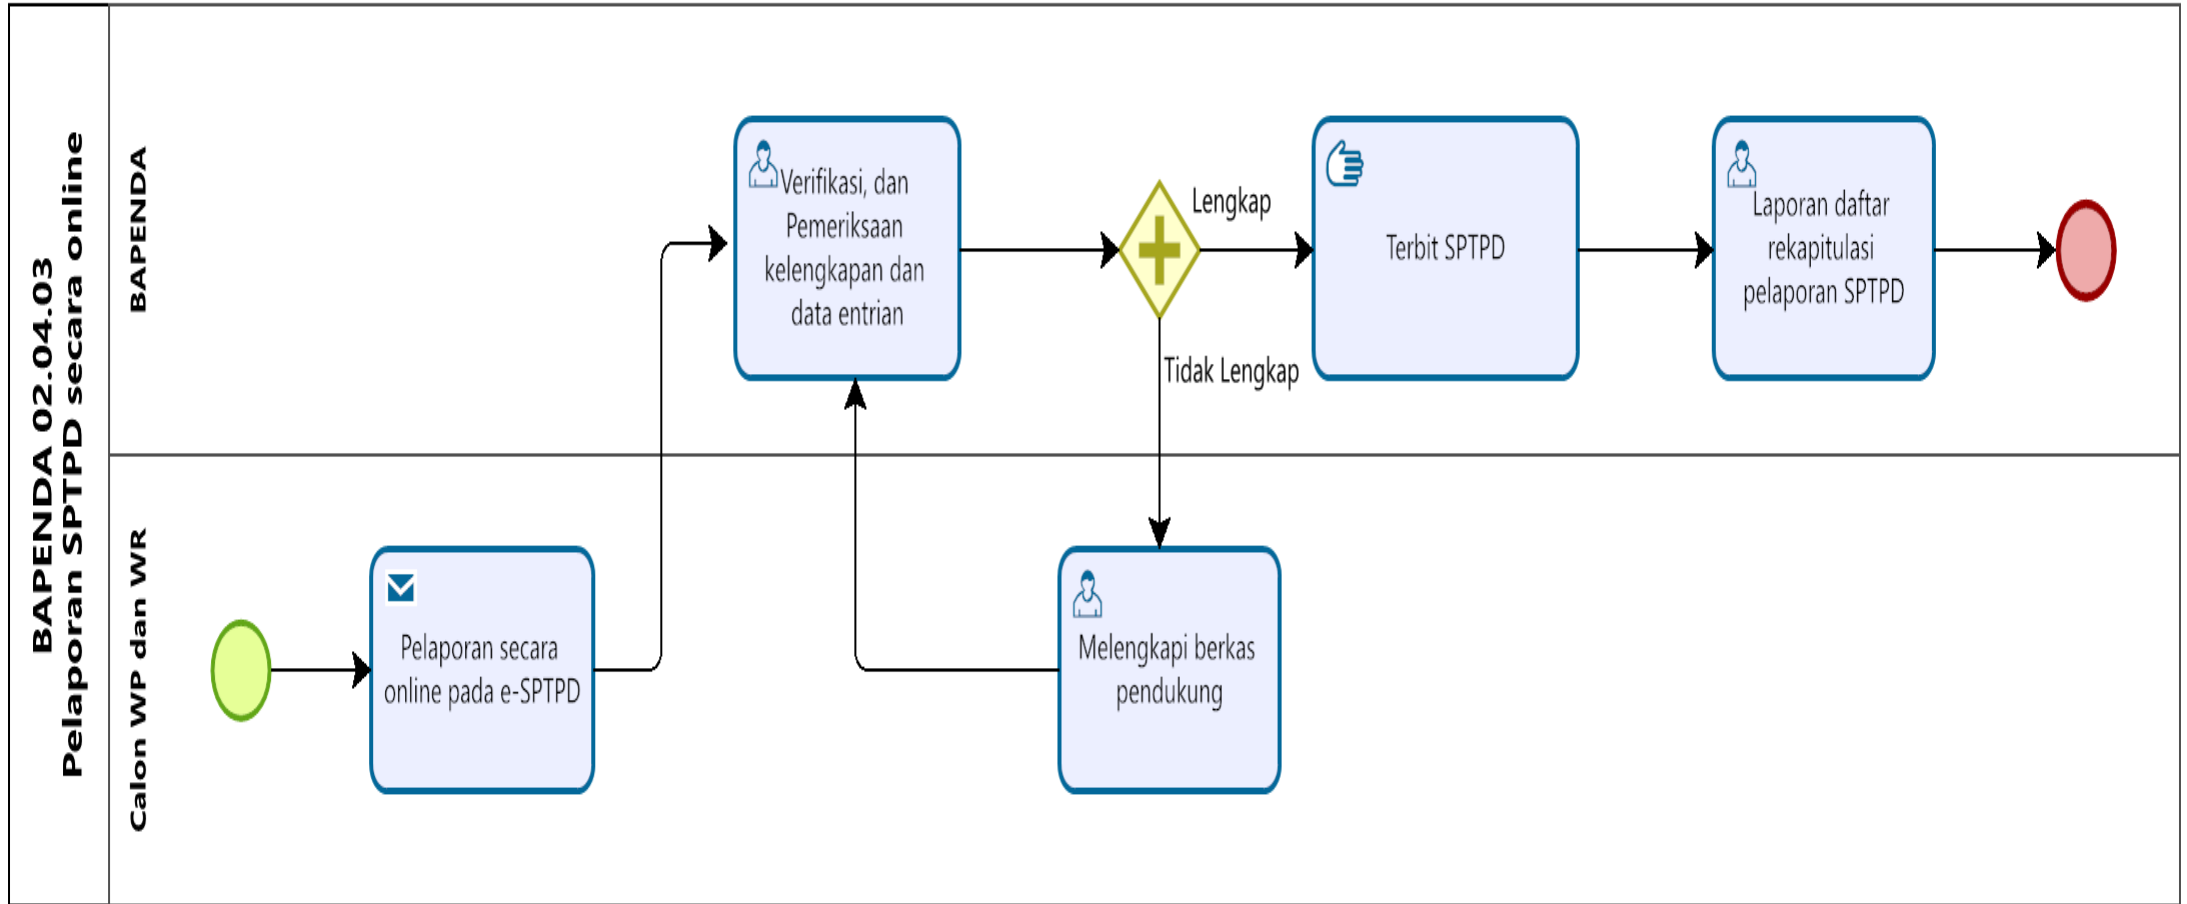 BAPENDA 02.04.03
Pelaporan SPTPD secara online
BAPENDA
Verifikasi, dan
Pemeriksaan
kelengkapan dan
data entrian
Lengkap
Tidak Lengkap
Terbit SPTPD
Laporan daftar
rekapitulasi
pelaporan SPTPD
Calon WP dan WR
Pelaporan secara
online pada e-SPTPD
Melengkapi berkas
pendukung